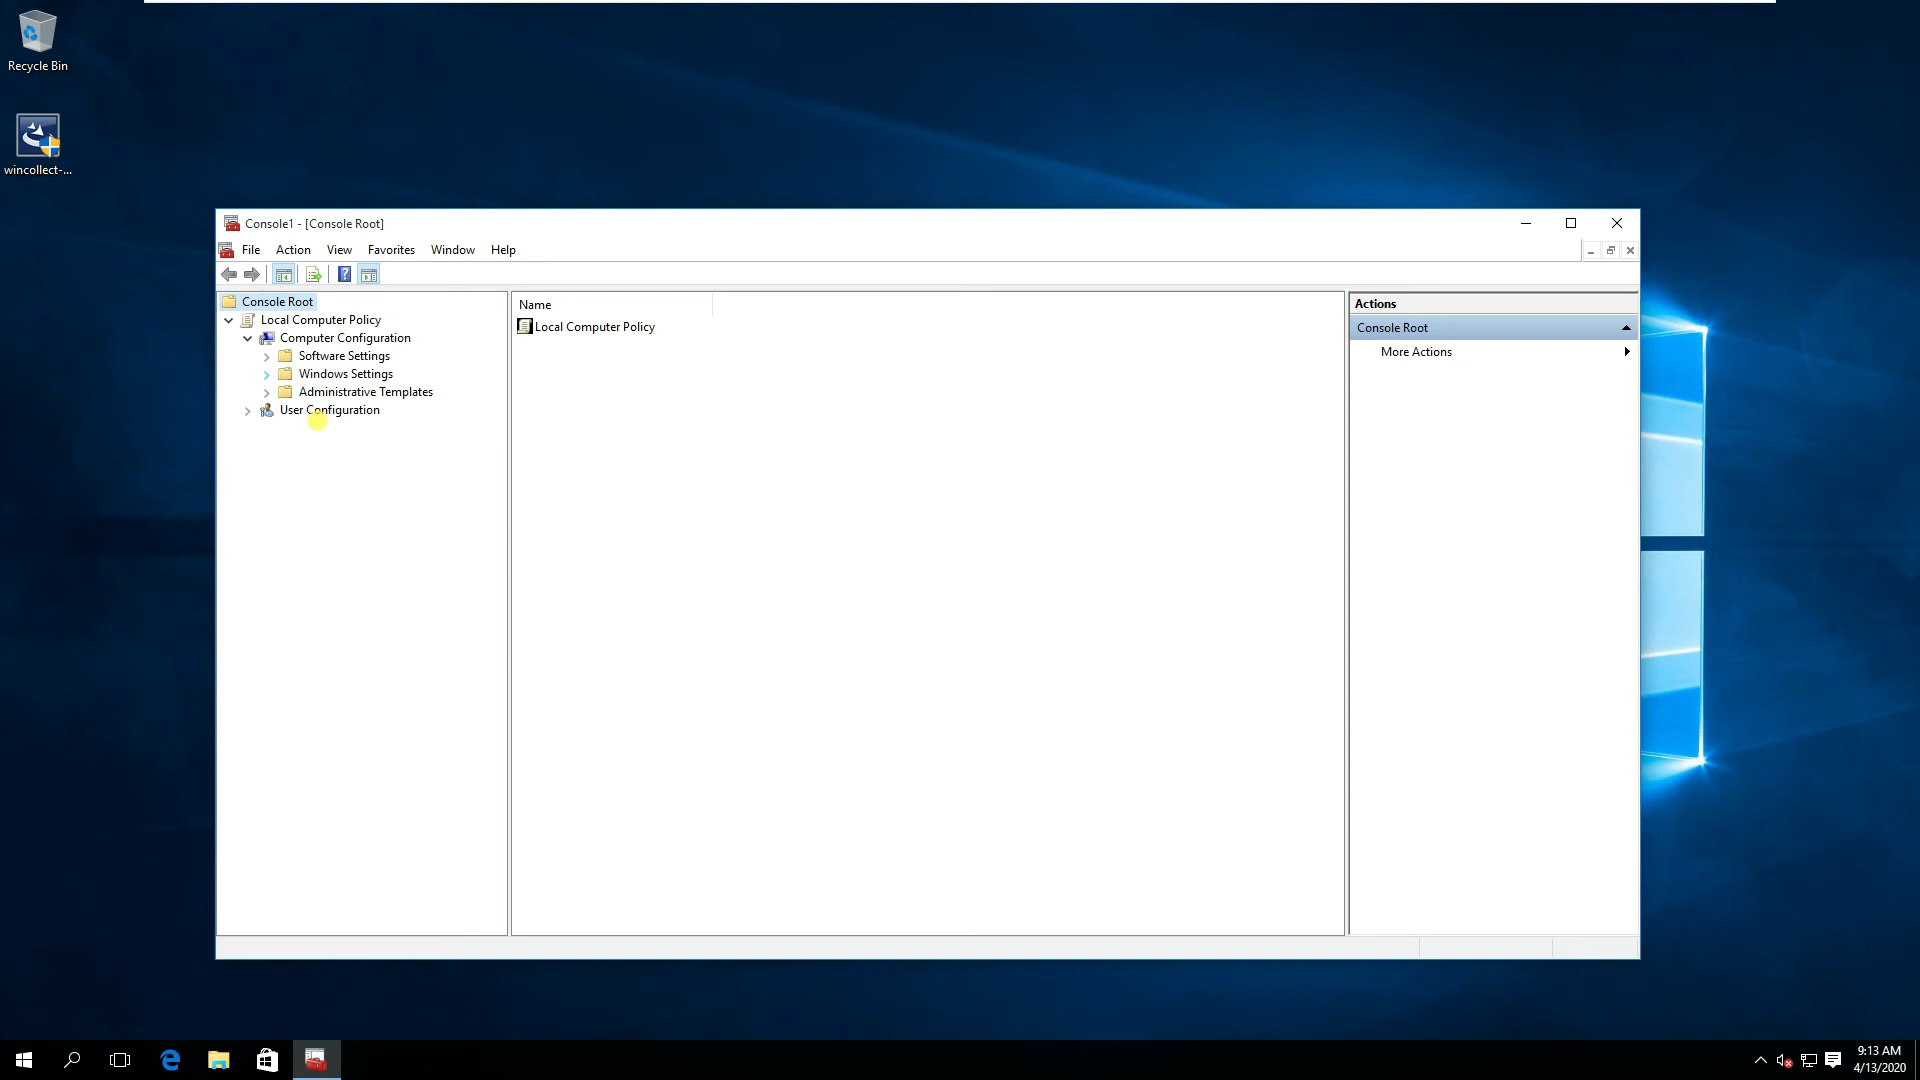 Recycle Bin
wincollect-...
Console1 - [Console Root]
File Action View Favorites Window Help
Console Root
Local Computer Policy
Computer Configuration
Software Settings
Windows Settings
Administrative Templates
User Configuration
Name
Local Computer Policy
Actions
Console Root
More Actions
9:13 AM
4/13/2020